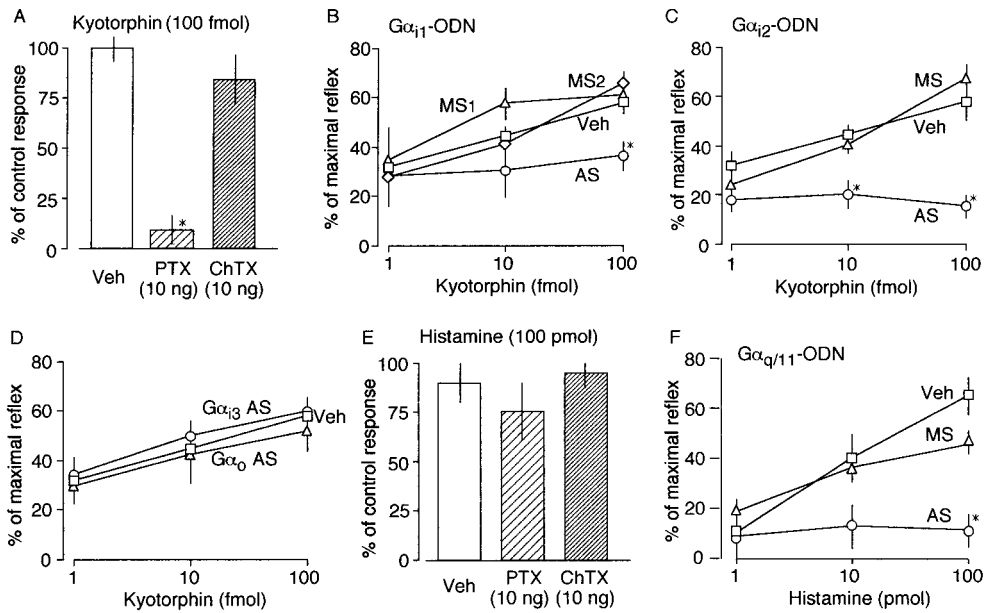 A
Kyotorphin (100 fmol)
% of control response
100
75
50
25
0
*
Veh
PTX
(10 ng)
ChTX
(10 ng)
B
Gαi1-ODN
% of maximal reflex
80
60
40
20
0
MS1
MS2
Veh
AS
*
1
10
100
Kyotorphin (fmol)
C
Gαi2-ODN
% of maximal reflex
80
60
40
20
0
MS
Veh
AS
*
*
1
10
100
Kyotorphin (fmol)
D
% of maximal reflex
80
60
40
20
0
Gαi3 AS
Veh
Gαo AS
1
10
100
Kyotorphin (fmol)
E
Histamine (100 pmol)
% of control response
100
75
50
25
0
Veh
PTX
(10 ng)
ChTX
(10 ng)
F
Gαq/11-ODN
% of maximal reflex
80
60
40
20
0
Veh
MS
AS
*
1
10
100
Histamine (pmol)